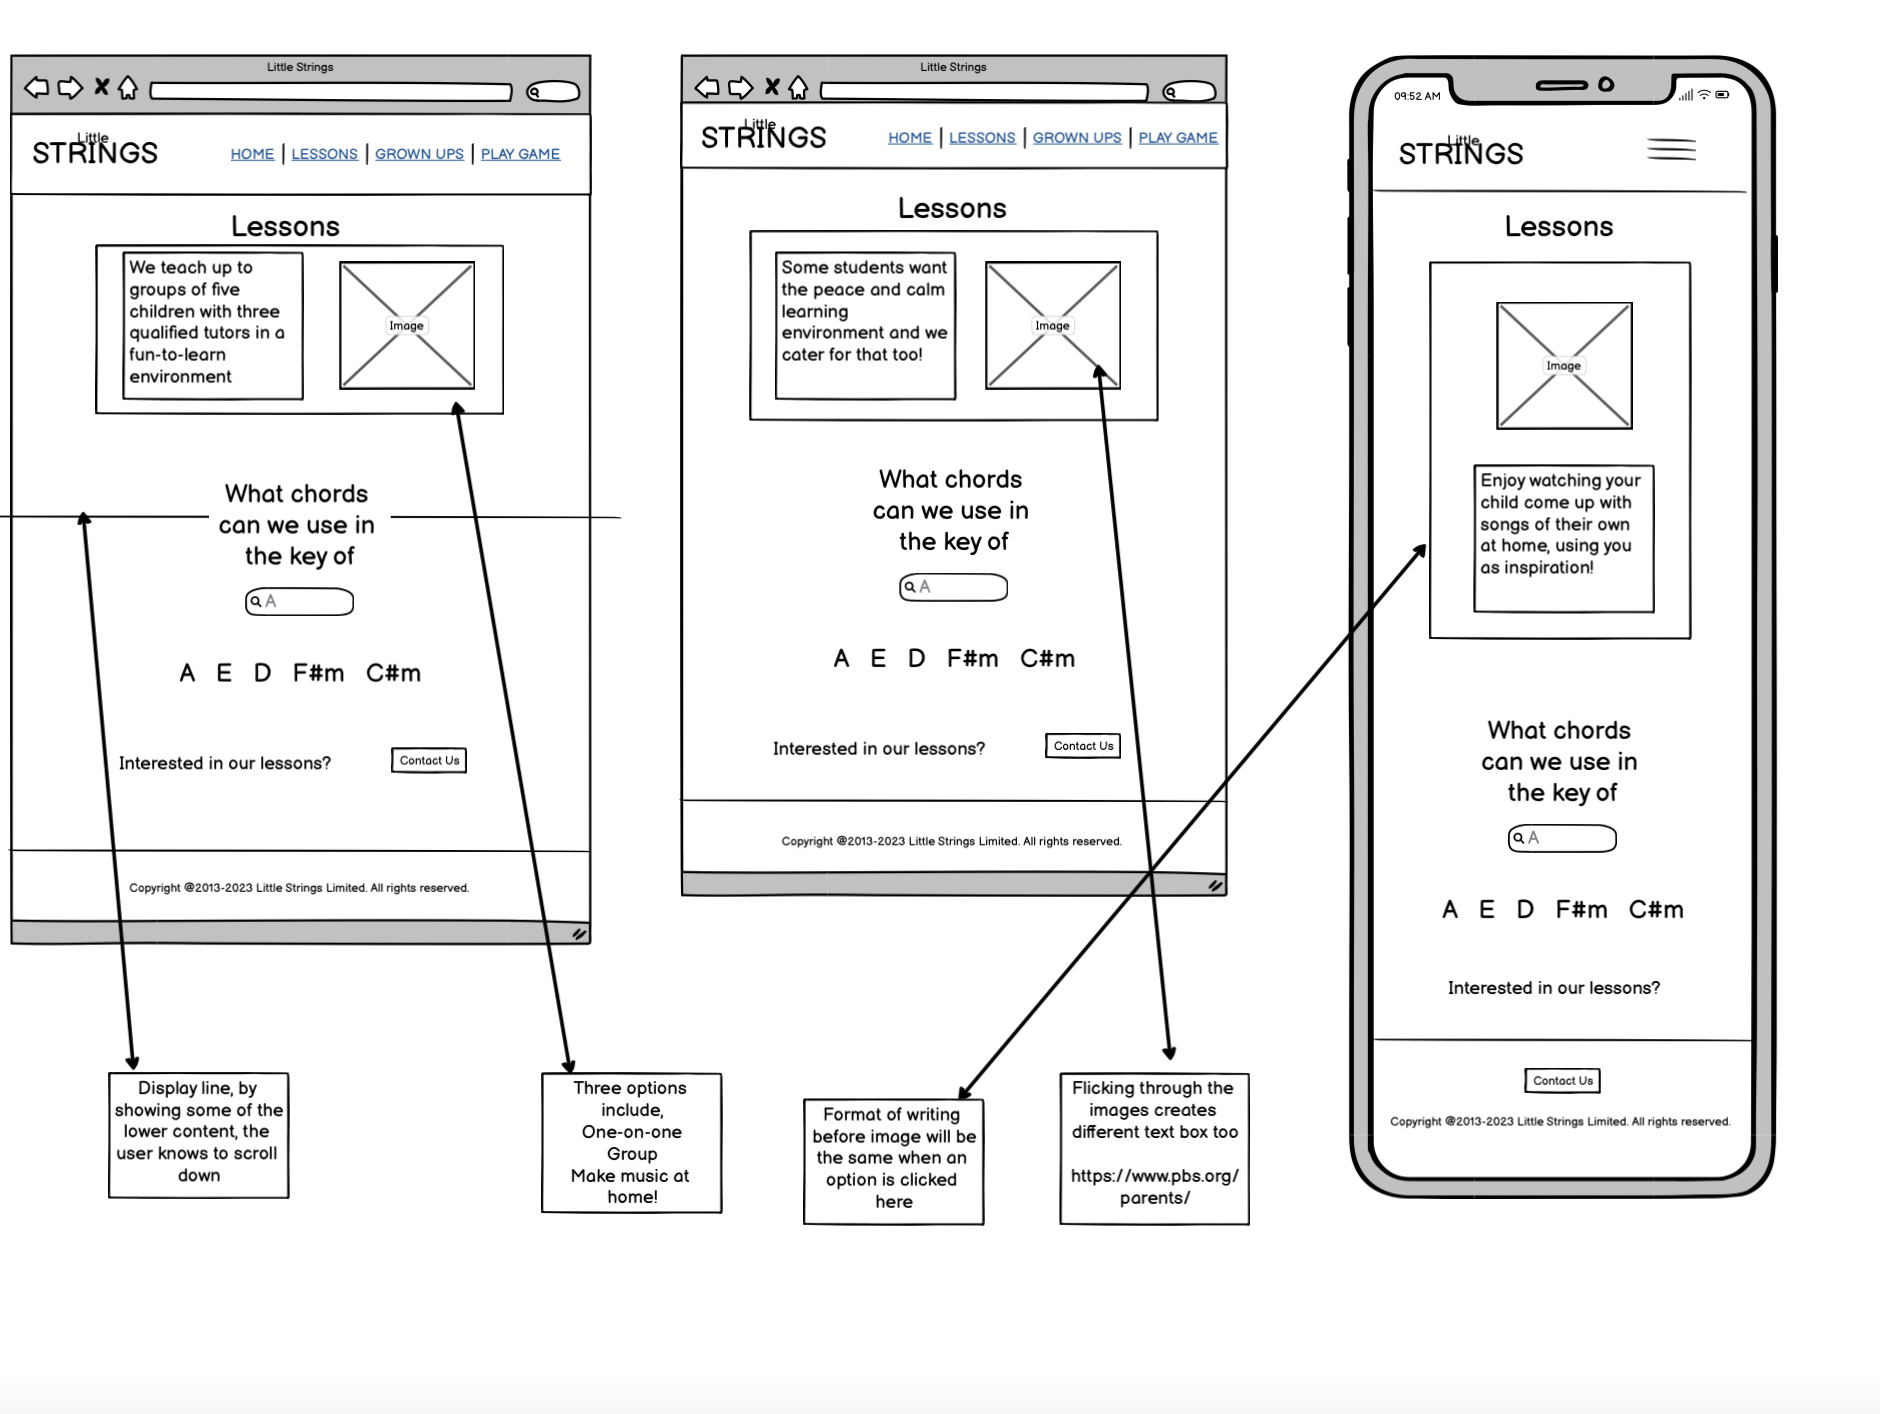 Little Strings
Little
STRINGS
HOME | LESSONS | GROWN UPS | PLAY GAME
Lessons
We teach up to
groups of five
children with three
qualified tutors in a
fun-to-learn
environment
Image
What chords
can we use in
the key of
A
A E D F#m C#m
Interested in our lessons?
Contact Us
Copyright @2013-2023 Little Strings Limited. All rights reserved.
Little Strings
Little
STRINGS
HOME | LESSONS | GROWN UPS | PLAY GAME
Lessons
Some students want
the peace and calm
learning
environment and we
cater for that too!
Image
What chords
can we use in
the key of
A
A E D F#m C#m
Interested in our lessons?
Contact Us
Copyright @2013-2023 Little Strings Limited. All rights reserved.
09:52 AM
Little
STRINGS
Lessons
Image
Enjoy watching your
child come up with
songs of their own
at home, using you
as inspiration!
What chords
can we use in
the key of
A
A E D F#m C#m
Interested in our lessons?
Contact Us
Copyright @2013-2023 Little Strings Limited. All rights reserved.
Display line, by
showing some of the
lower content, the
user knows to scroll
down
Three options
include,
One-on-one
Group
Make music at
home!
Format of writing
before image will be
the same when an
option is clicked
here
Flicking through the
images creates
different text box too
https://www.pbs.org/
parents/